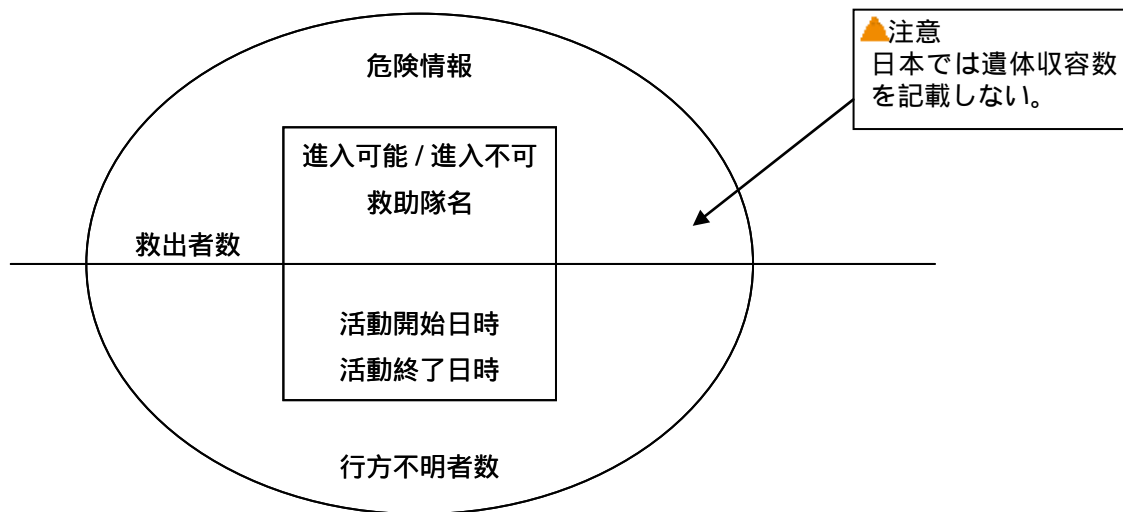 危険情報
注意
日本では遺体収容数
を記載しない。
進入可能 / 進入不可
救助隊名
救出者数
活動開始日時
活動終了日時
行方不明者数